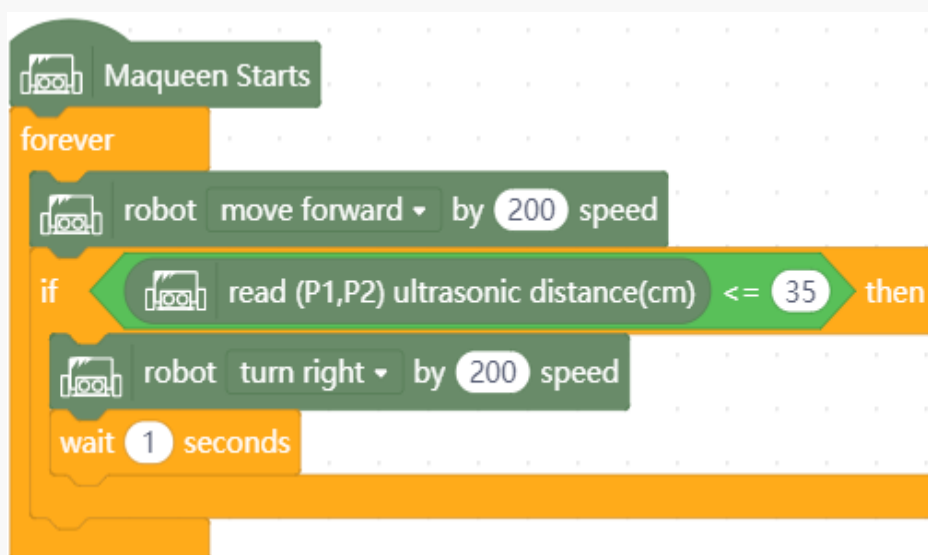 Maqueen Starts
forever
robot move forward by 200 speed
if read (P1,P2) ultrasonic distance(cm) <= 35 then
robot turn right by 200 speed
wait 1 seconds